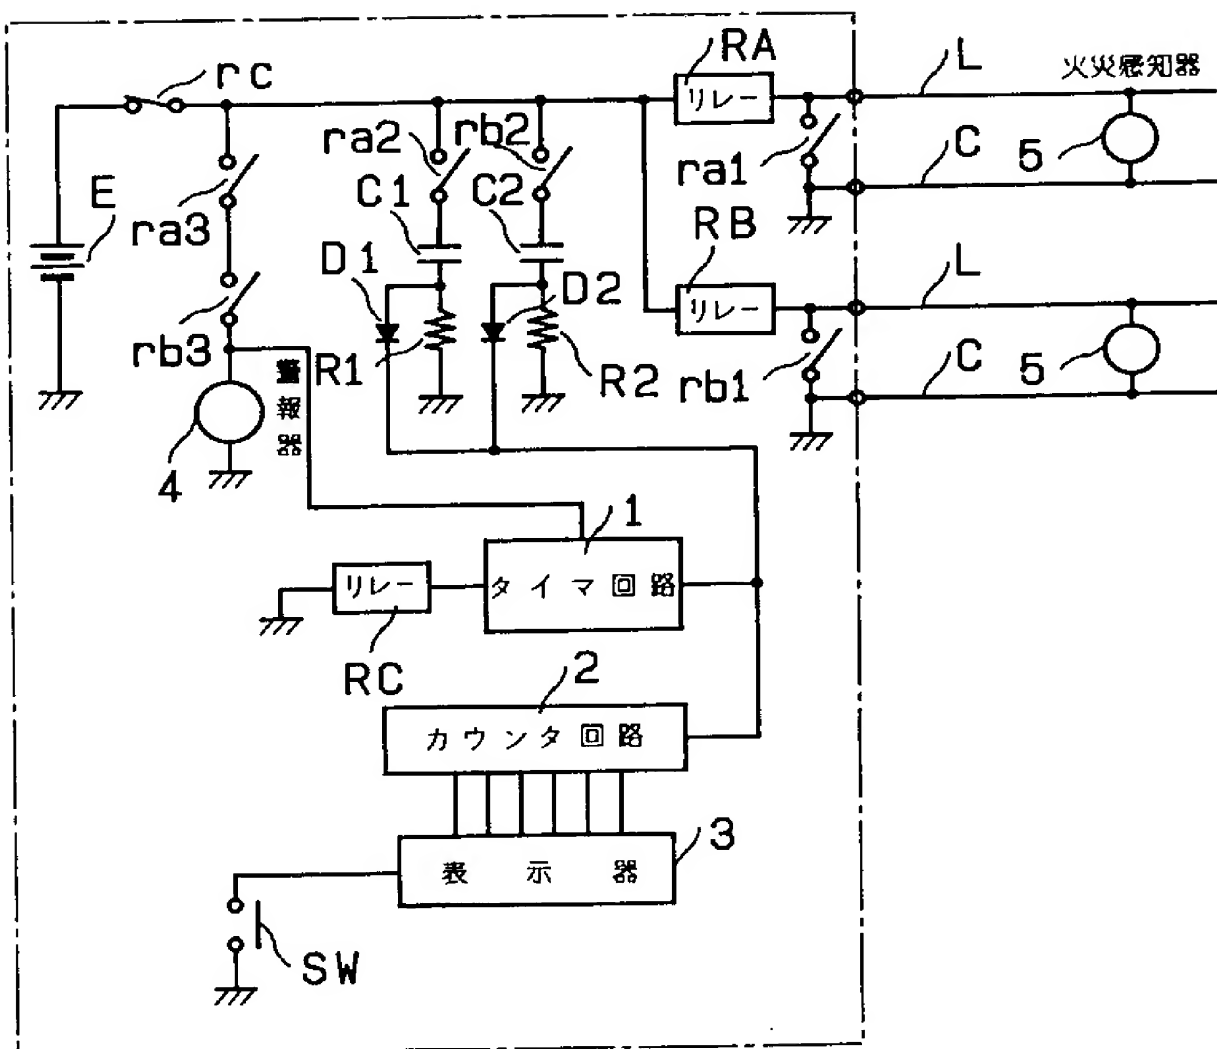 RA
リレー
L
火災感知器
rc
ra2
rb2
ra1
C
5
E
ra3
C1
C2
RB
リレー
L
D1
D2
rb3
R1
R2
rb1
C
5
警報器
4
1
タイマ回路
リレー
RC
2
カウンタ回路
3
表示器
SW